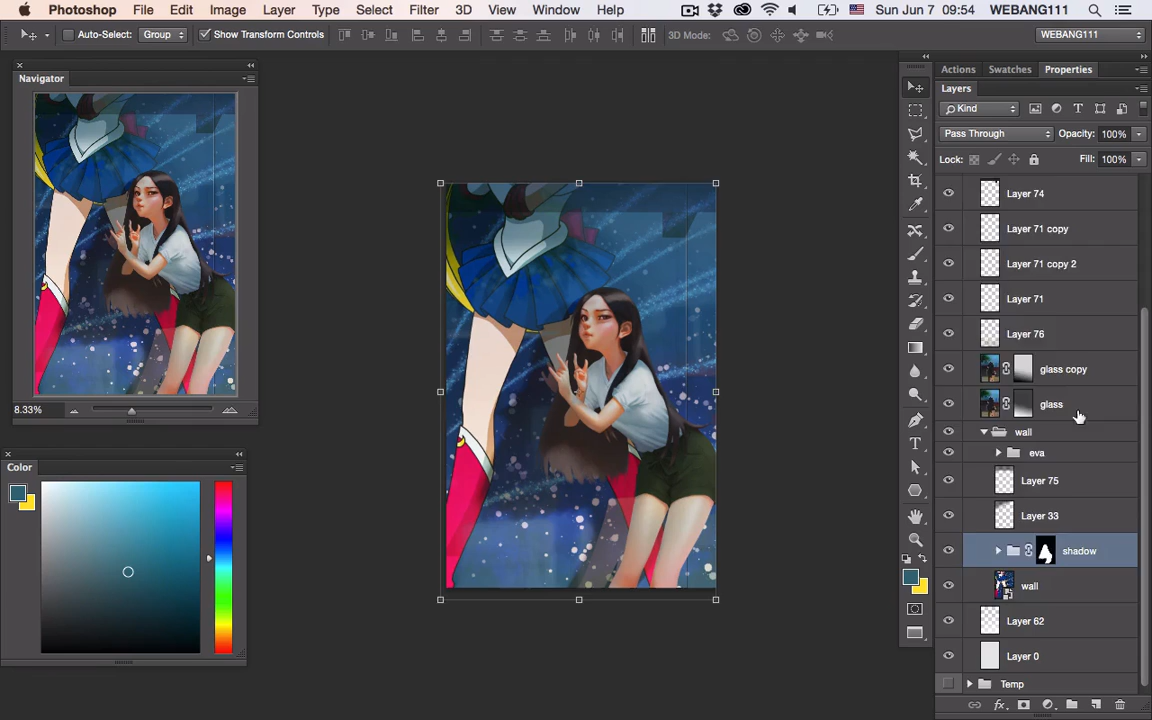 Photoshop File Edit Image Layer Type Select Filter 3D View Window Help Sun Jun 7 09:54 WEBANG111
Auto-Select: Group Show Transform Controls 3D Mode: WEBANG111
Navigator
8.33%
Color
Actions Swatches Properties
Layers
Kind
Pass Through Opacity: 100%
Lock: Fill: 100%
Layer 74
Layer 71 copy
Layer 71 copy 2
Layer 71
Layer 76
glass copy
glass
wall
eva
Layer 75
Layer 33
shadow
wall
Layer 62
Layer 0
Temp
fx